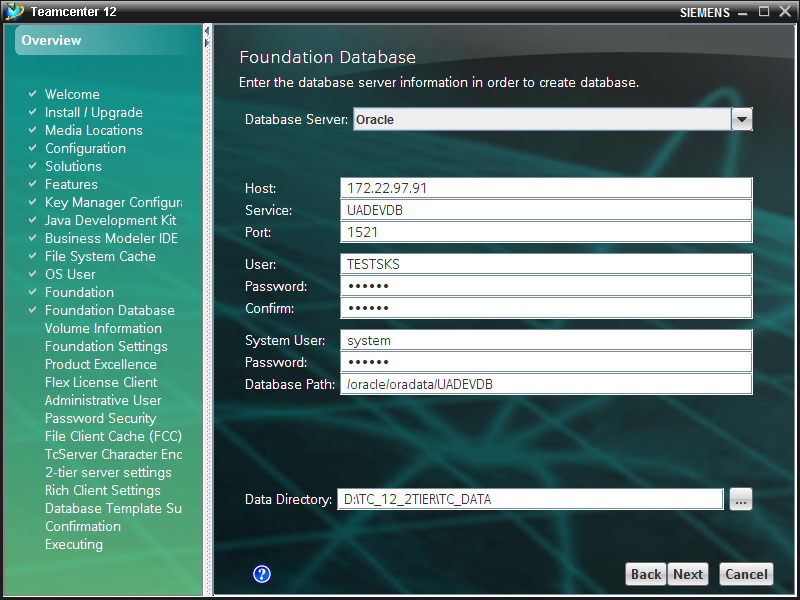 Teamcenter 12
SIEMENS
Overview
Welcome
Install / Upgrade
Media Locations
Configuration
Solutions
Features
Key Manager Configura
Java Development Kit
Business Modeler IDE
File System Cache
OS User
Foundation
Foundation Database
Volume Information
Foundation Settings
Product Excellence
Flex License Client
Administrative User
Password Security
File Client Cache (FCC)
TcServer Character Enc
2-tier server settings
Rich Client Settings
Database Template Su
Confirmation
Executing
Foundation Database
Enter the database server information in order to create database.
Database Server: Oracle
Host: 172.22.97.91
Service: UADEVDB
Port: 1521
User: TESTSKS
Password: ••••••
Confirm: ••••••
System User: system
Password: ••••••
Database Path: /oracle/oradata/UADEVDB
Data Directory: D:\TC_12_2TIER\TC_DATA ...
? Back Next Cancel